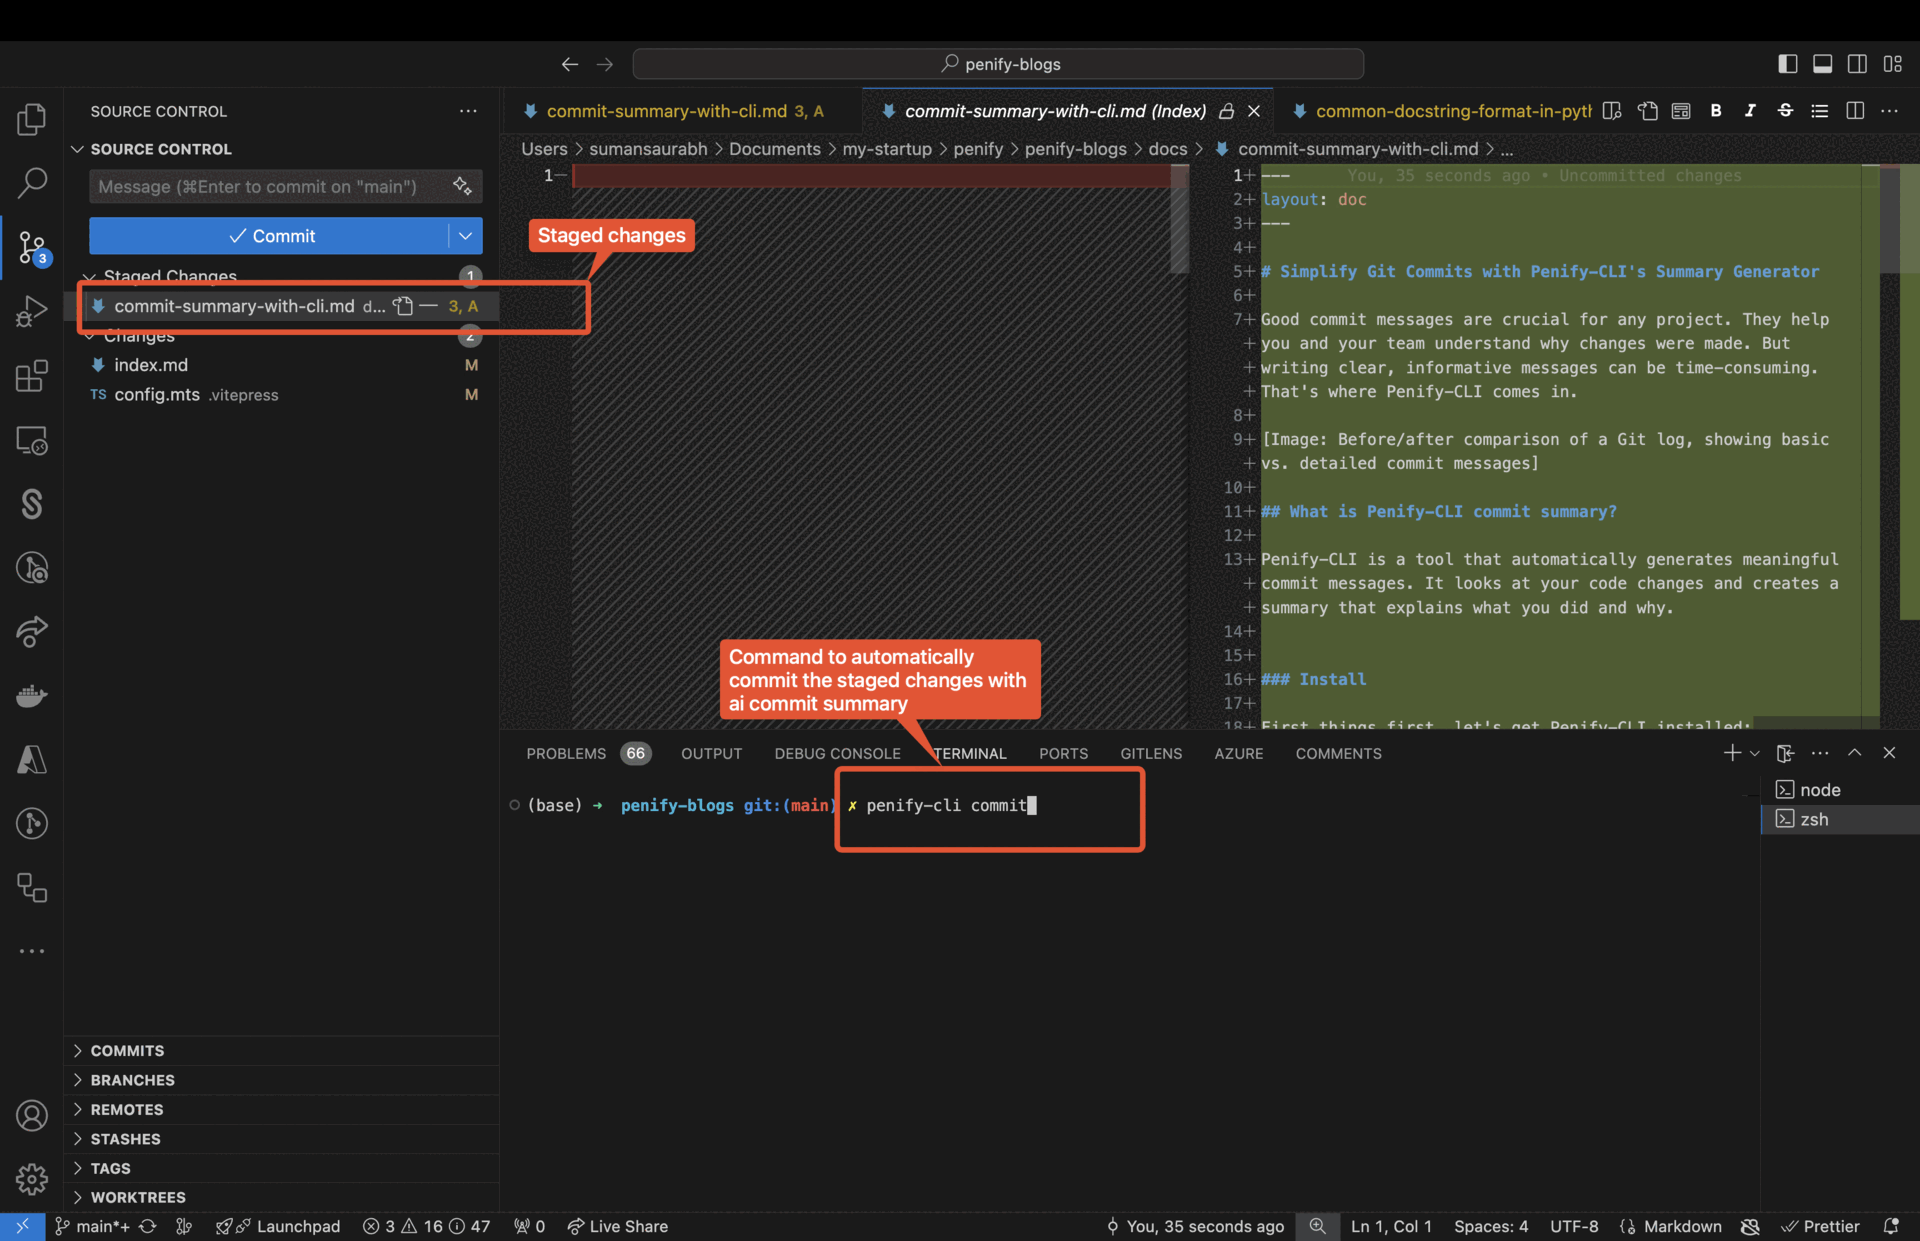 penify-blogs
SOURCE CONTROL
SOURCE CONTROL
Message (⌘Enter to commit on "main")
Commit
Staged Changes 1
commit-summary-with-cli.md d... 3, A
Changes 2
index.md M
TS config.mts .vitepress M
3
COMMITS
BRANCHES
REMOTES
STASHES
TAGS
WORKTREES
commit-summary-with-cli.md 3, A
commit-summary-with-cli.md (Index)
common-docstring-format-in-pyth
Users > sumansaurabh > Documents > my-startup > penify > penify-blogs > docs > commit-summary-with-cli.md > ...
1—
Staged changes
1+ --- You, 35 seconds ago • Uncommitted changes
2+ layout: doc
3+ ---
4+
5+ # Simplify Git Commits with Penify-CLI's Summary Generator
6+
7+ Good commit messages are crucial for any project. They help
+ you and your team understand why changes were made. But
+ writing clear, informative messages can be time-consuming.
+ That's where Penify-CLI comes in.
8+
9+ [Image: Before/after comparison of a Git log, showing basic
+ vs. detailed commit messages]
10+
11+ ## What is Penify-CLI commit summary?
12+
13+ Penify-CLI is a tool that automatically generates meaningful
+ commit messages. It looks at your code changes and creates a
+ summary that explains what you did and why.
14+
15+
16+ ### Install
17+
18+ First things first, let's get Penify-CLI installed:
Command to automatically
commit the staged changes with
ai commit summary
PROBLEMS 66 OUTPUT DEBUG CONSOLE TERMINAL PORTS GITLENS AZURE COMMENTS
(base) ➜ penify-blogs git:(main) ✗ penify-cli commit
node
zsh
main*+ Launchpad 3 16 47 0 Live Share You, 35 seconds ago Ln 1, Col 1 Spaces: 4 UTF-8 Markdown Prettier